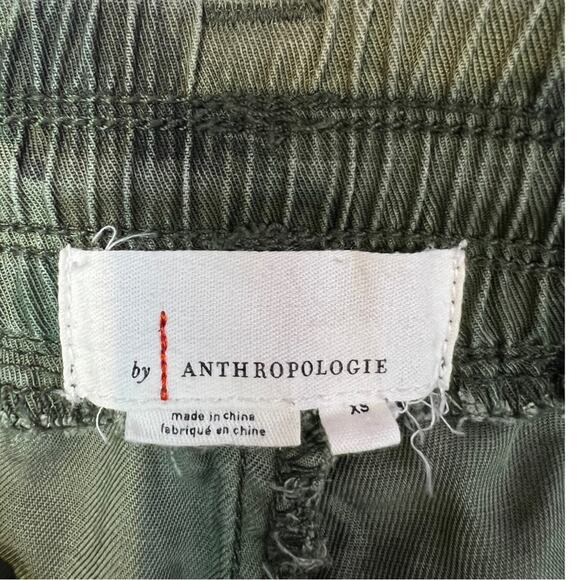 by ANTHROPOLOGIE
made in china
fabriqué en chine
XS